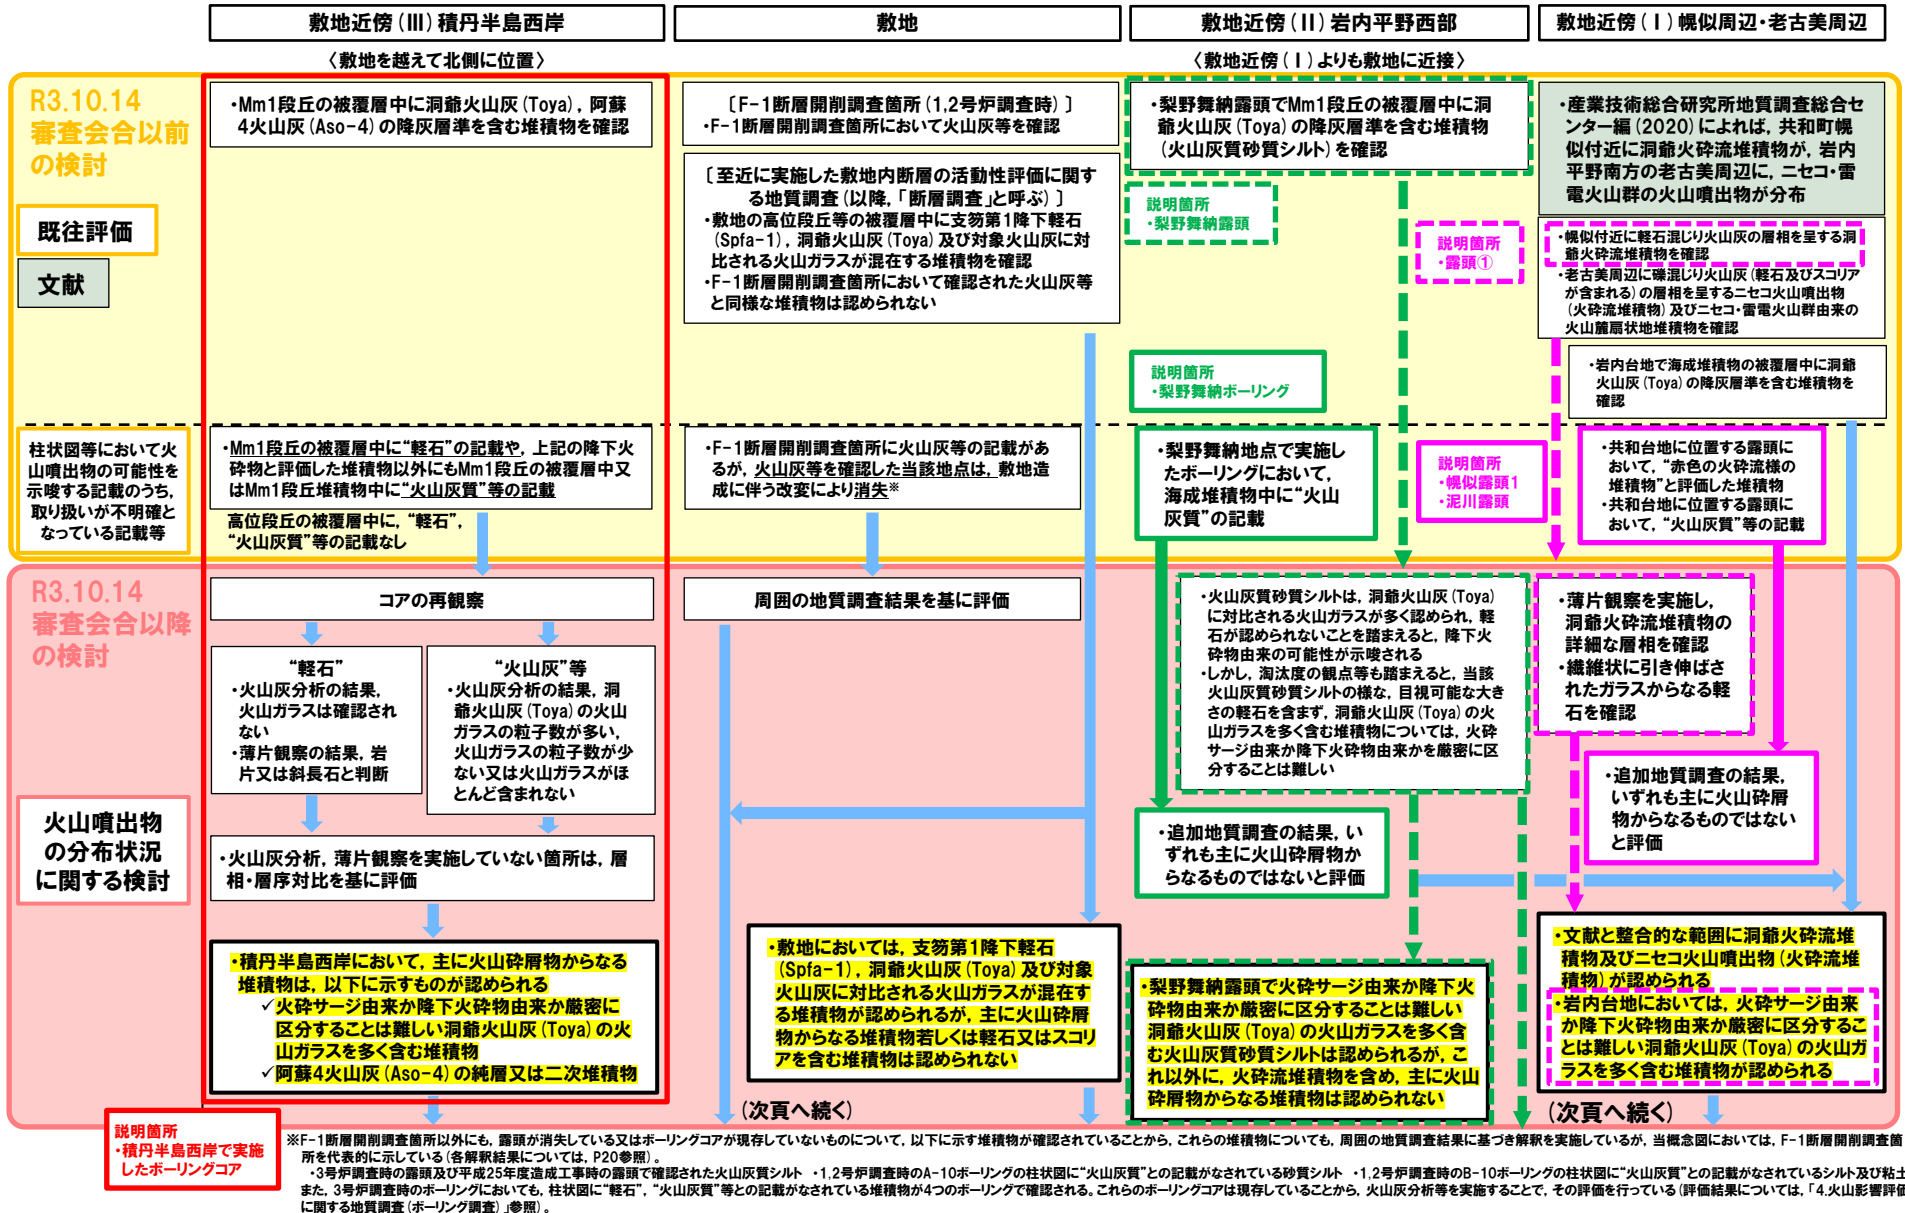 敷地近傍(Ⅲ)積丹半島西岸
敷地
敷地近傍(Ⅱ)岩内平野西部
敷地近傍(Ⅰ)幌似周辺・老古美周辺
〈敷地を越えて北側に位置〉
〈敷地近傍(Ⅰ)よりも敷地に近接〉
R3.10.14
審査会合以前
の検討
既往評価
文献
・Mm1段丘の被覆層中に洞爺火山灰(Toya),阿蘇
4火山灰(Aso-4)の降灰層準を含む堆積物を確認
〔F-1断層開削調査箇所(1,2号炉調査時)〕
・F-1断層開削調査箇所において火山灰等を確認
〔至近に実施した敷地内断層の活動性評価に関す
る地質調査(以降,「断層調査」と呼ぶ)〕
・敷地の高位段丘等の被覆層中に支笏第1降下軽石
(Spfa-1),洞爺火山灰(Toya)及び対象火山灰に対
比される火山ガラスが混在する堆積物を確認
・F-1断層開削調査箇所において確認された火山灰等
と同様な堆積物は認められない
・梨野舞納露頭でMm1段丘の被覆層中に洞
爺火山灰(Toya)の降灰層準を含む堆積物
(火山灰質砂質シルト)を確認
説明箇所
・梨野舞納露頭
説明箇所
・露頭①
説明箇所
・梨野舞納ボーリング
・産業技術総合研究所地質調査総合セ
ンター編(2020)によれば,共和町幌
似付近に洞爺火砕流堆積物が,岩内
平野南方の老古美周辺に,ニセコ・雷
電火山群の火山噴出物が分布
・幌似付近に軽石混じり火山灰の層相を呈する洞
爺火砕流堆積物を確認
・老古美周辺に礫混じり火山灰(軽石及びスコリア
が含まれる)の層相を呈するニセコ火山噴出物
(火砕流堆積物)及びニセコ・雷電火山群由来の
火山麓扇状地堆積物を確認
・岩内台地で海成堆積物の被覆層中に洞爺
火山灰(Toya)の降灰層準を含む堆積物を
確認
柱状図等において火
山噴出物の可能性を
示唆する記載のうち,
取り扱いが不明確と
なっている記載等
・Mm1段丘の被覆層中に“軽石”の記載や,上記の降下火
砕物と評価した堆積物以外にもMm1段丘の被覆層中又
はMm1段丘堆積物中に“火山灰質”等の記載
高位段丘の被覆層中に,“軽石”,
“火山灰質”等の記載なし
・F-1断層開削調査箇所に火山灰等の記載があ
るが,火山灰等を確認した当該地点は,敷地造
成に伴う改変により消失※
・梨野舞納地点で実施し
たボーリングにおいて,
海成堆積物中に“火山
灰質”の記載
説明箇所
・幌似露頭1
・泥川露頭
・共和台地に位置する露頭に
おいて,“赤色の火砕流様の
堆積物”と評価した堆積物
・共和台地に位置する露頭に
おいて,“火山灰質”等の記載
R3.10.14
審査会合以降
の検討
火山噴出物
の分布状況
に関する検討
コアの再観察
“軽石”
・火山灰分析の結果,
火山ガラスは確認され
ない
・薄片観察の結果,岩
片又は斜長石と判断
“火山灰”等
・火山灰分析の結果,洞
爺火山灰(Toya)の火山
ガラスの粒子数が多い,
火山ガラスの粒子数が少
ない又は火山ガラスがほ
とんど含まれない
・火山灰分析,薄片観察を実施していない箇所は,層
相・層序対比を基に評価
・積丹半島西岸において,主に火山砕屑物からなる
堆積物は,以下に示すものが認められる
✓火砕サージ由来か降下火砕物由来か厳密に
区分することは難しい洞爺火山灰(Toya)の火
山ガラスを多く含む堆積物
✓阿蘇4火山灰(Aso-4)の純層又は二次堆積物
周囲の地質調査結果を基に評価
・敷地においては,支笏第1降下軽石
(Spfa-1),洞爺火山灰(Toya)及び対象
火山灰に対比される火山ガラスが混在す
る堆積物が認められるが,主に火山砕屑
物からなる堆積物若しくは軽石又はスコリ
アを含む堆積物は認められない
・火山灰質砂質シルトは,洞爺火山灰(Toya)
に対比される火山ガラスが多く認められ,軽
石が認められないことを踏まえると,降下火
砕物由来の可能性が示唆される
・しかし,淘汰度の観点等も踏まえると,当該
火山灰質砂質シルトの様な,目視可能な大き
さの軽石を含まず,洞爺火山灰(Toya)の火
山ガラスを多く含む堆積物については,火砕
サージ由来か降下火砕物由来かを厳密に区
分することは難しい
・追加地質調査の結果,い
ずれも主に火山砕屑物か
らなるものではないと評価
・梨野舞納露頭で火砕サージ由来か降下火
砕物由来か厳密に区分することは難しい
洞爺火山灰(Toya)の火山ガラスを多く含
む火山灰質砂質シルトは認められるが,こ
れ以外に,火砕流堆積物を含め,主に火山
砕屑物からなる堆積物は認められない
・薄片観察を実施し,
洞爺火砕流堆積物の
詳細な層相を確認
・繊維状に引き伸ばさ
れたガラスからなる軽
石を確認
・追加地質調査の結果,
いずれも主に火山砕屑
物からなるものではない
と評価
・文献と整合的な範囲に洞爺火砕流堆
積物及びニセコ火山噴出物(火砕流堆
積物)が認められる
・岩内台地においては,火砕サージ由来
か降下火砕物由来か厳密に区分するこ
とは難しい洞爺火山灰(Toya)の火山ガ
ラスを多く含む堆積物が認められる
(次頁へ続く)
(次頁へ続く)
説明箇所
・積丹半島西岸で実施
したボーリングコア
※F-1断層開削調査箇所以外にも,露頭が消失している又はボーリングコアが現存していないものについて,以下に示す堆積物が確認されていることから,これらの堆積物についても,周囲の地質調査結果に基づき解釈を実施しているが,当概念図においては,F-1断層開削調査箇
所を代表的に示している(各解釈結果については,P20参照)。
・3号炉調査時の露頭及び平成25年度造成工事時の露頭で確認された火山灰質シルト ・1,2号炉調査時のA-10ボーリングの柱状図に“火山灰質”との記載がなされている砂質シルト ・1,2号炉調査時のB-10ボーリングの柱状図に“火山灰質”との記載がなされているシルト及び粘土
また,3号炉調査時のボーリングにおいても,柱状図に“軽石”,“火山灰質”等との記載がなされている堆積物が4つのボーリングで確認される。これらのボーリングコアは現存していることから,火山灰分析等を実施することで,その評価を行っている(評価結果については,「4.火山影響評価
に関する地質調査(ボーリング調査)」参照)。